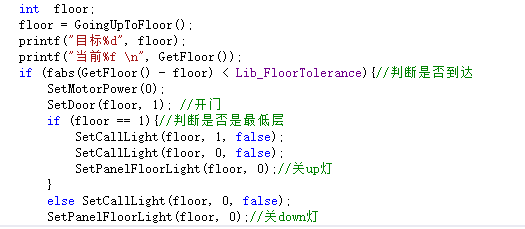 int  floor;
floor = GoingUpToFloor();
printf("目标%d", floor);
printf("当前%f \n", GetFloor());
if (fabs(GetFloor() - floor) < Lib_FloorTolerance){//判断是否到达
SetMotorPower(0);
SetDoor(floor, 1); //开门
if (floor == 1){//判断是否是最低层
SetCallLight(floor, 1, false);
SetCallLight(floor, 0, false);
SetPanelFloorLight(floor, 0);//关up灯
}
else SetCallLight(floor, 0, false);
SetPanelFloorLight(floor, 0);//关down灯